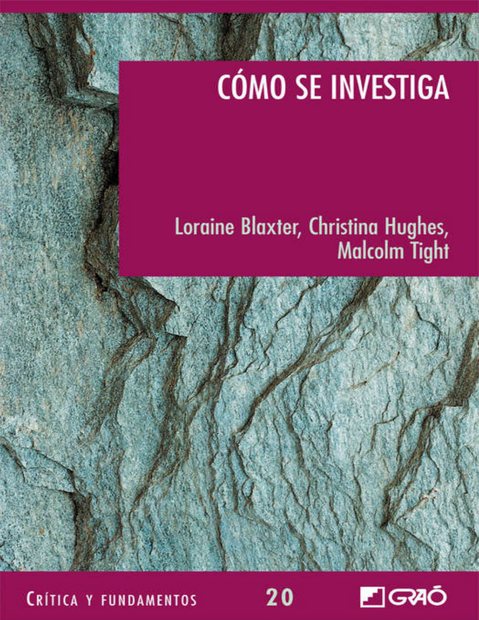 CÓMO SE INVESTIGA
Loraine Blaxter, Christina Hughes,
Malcolm Tight
CRÍTICA Y FUNDAMENTOS 20 GRAÓ